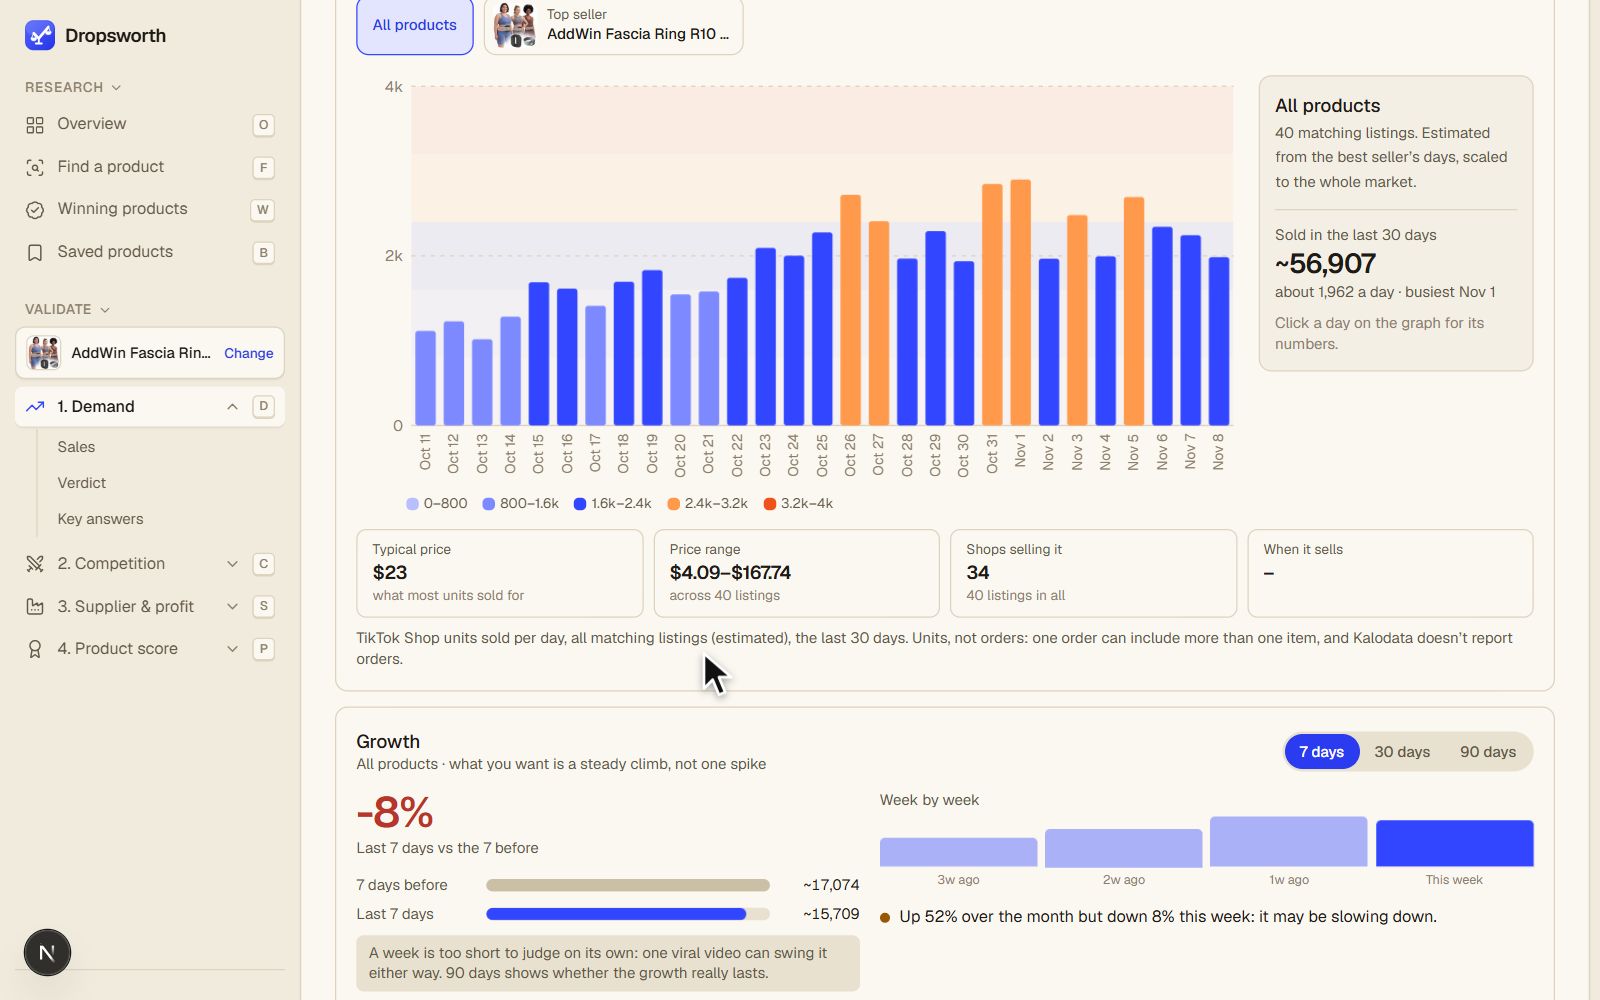 Dropsworth
RESEARCH
Overview
O
Find a product
F
Winning products
W
Saved products
B
VALIDATE
AddWin Fascia Rin...
Change
1. Demand
D
Sales
Verdict
Key answers
2. Competition
C
3. Supplier & profit
S
4. Product score
P
N
All products
Top seller
AddWin Fascia Ring R10 ...
4k
2k
0
Oct 11
Oct 12
Oct 13
Oct 14
Oct 15
Oct 16
Oct 17
Oct 18
Oct 19
Oct 20
Oct 21
Oct 22
Oct 23
Oct 24
Oct 25
Oct 26
Oct 27
Oct 28
Oct 29
Oct 30
Oct 31
Nov 1
Nov 2
Nov 3
Nov 4
Nov 5
Nov 6
Nov 7
Nov 8
0–800
800–1.6k
1.6k–2.4k
2.4k–3.2k
3.2k–4k
All products
40 matching listings. Estimated
from the best seller's days, scaled
to the whole market.
Sold in the last 30 days
~56,907
about 1,962 a day · busiest Nov 1
Click a day on the graph for its
numbers.
Typical price
$23
what most units sold for
Price range
$4.09–$167.74
across 40 listings
Shops selling it
34
40 listings in all
When it sells
–
TikTok Shop units sold per day, all matching listings (estimated), the last 30 days. Units, not orders: one order can include more than one item, and Kalodata doesn't report
orders.
Growth
All products · what you want is a steady climb, not one spike
7 days
30 days
90 days
-8%
Last 7 days vs the 7 before
7 days before
~17,074
Last 7 days
~15,709
A week is too short to judge on its own: one viral video can swing it
either way. 90 days shows whether the growth really lasts.
Week by week
3w ago
2w ago
1w ago
This week
Up 52% over the month but down 8% this week: it may be slowing down.